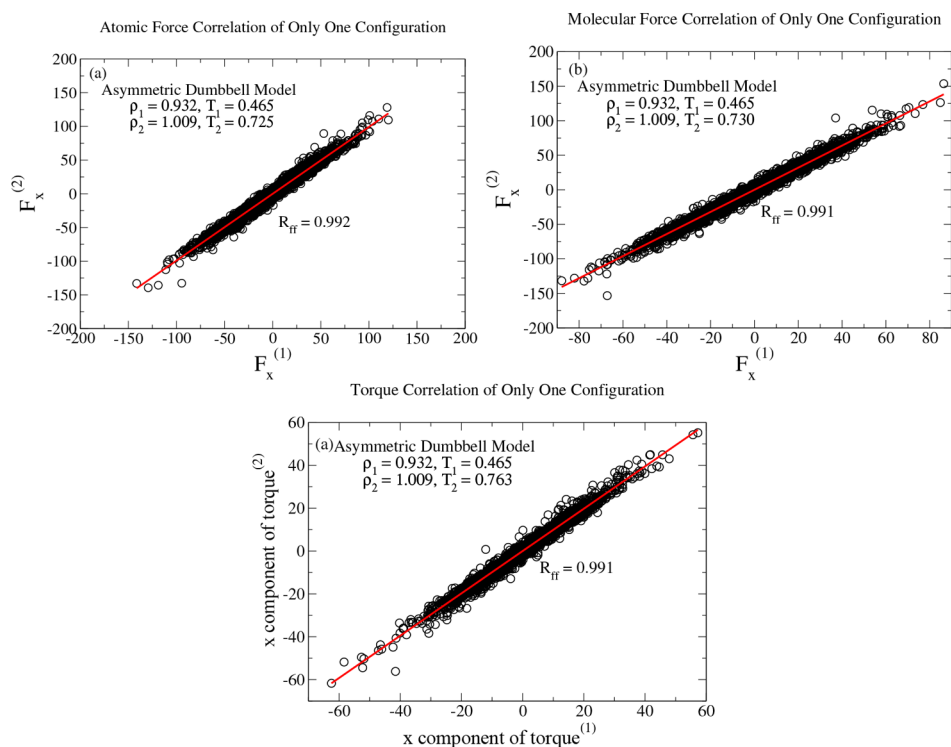 Atomic Force Correlation of Only One Configuration
200
(a)
Asymmetric Dumbbell Model
150
ρ1 = 0.932, T1 = 0.465
100
ρ2 = 1.009, T2 = 0.725
50
Fx(2)
0
-50
Rff = 0.992
-100
-150
-200
-200 -150 -100 -50 0 50 100 150 200
Fx(1)
Molecular Force Correlation of Only One Configuration
200
(b)
Asymmetric Dumbbell Model
150
ρ1 = 0.932, T1 = 0.465
100
ρ2 = 1.009, T2 = 0.730
50
Fx(2)
0
-50
Rff = 0.991
-100
-150
-200
-80 -60 -40 -20 0 20 40 60 80
Fx(1)
Torque Correlation of Only One Configuration
60
(a) Asymmetric Dumbbell Model
ρ1 = 0.932, T1 = 0.465
40
ρ2 = 1.009, T2 = 0.763
20
x component of torque(2)
0
Rff = 0.991
-20
-40
-60
-60 -40 -20 0 20 40 60
x component of torque(1)